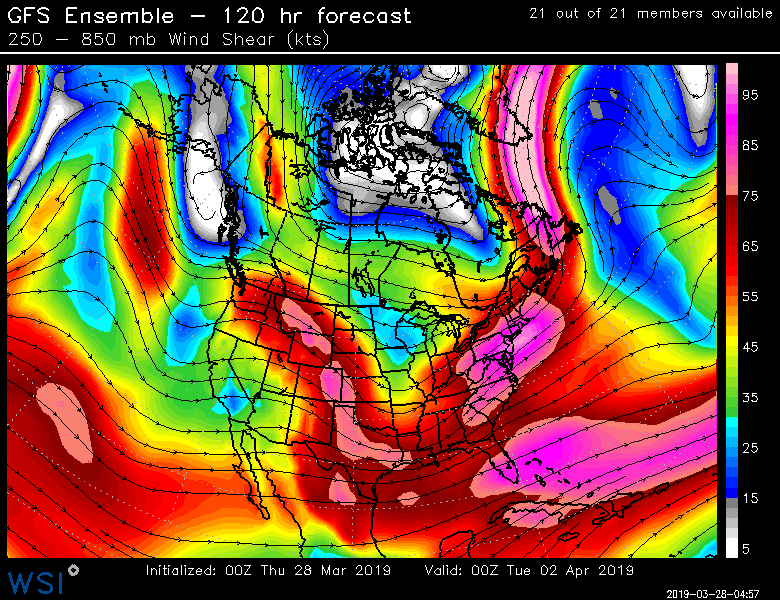 GFS Ensemble – 120 hr forecast
21 out of 21 members available
250 – 850 mb Wind Shear (kts)
95
85
75
65
55
45
35
25
15
5
Initialized: 00Z Thu 28 Mar 2019
Valid: 00Z Tue 02 Apr 2019
WSI
2019-03-28-04:57